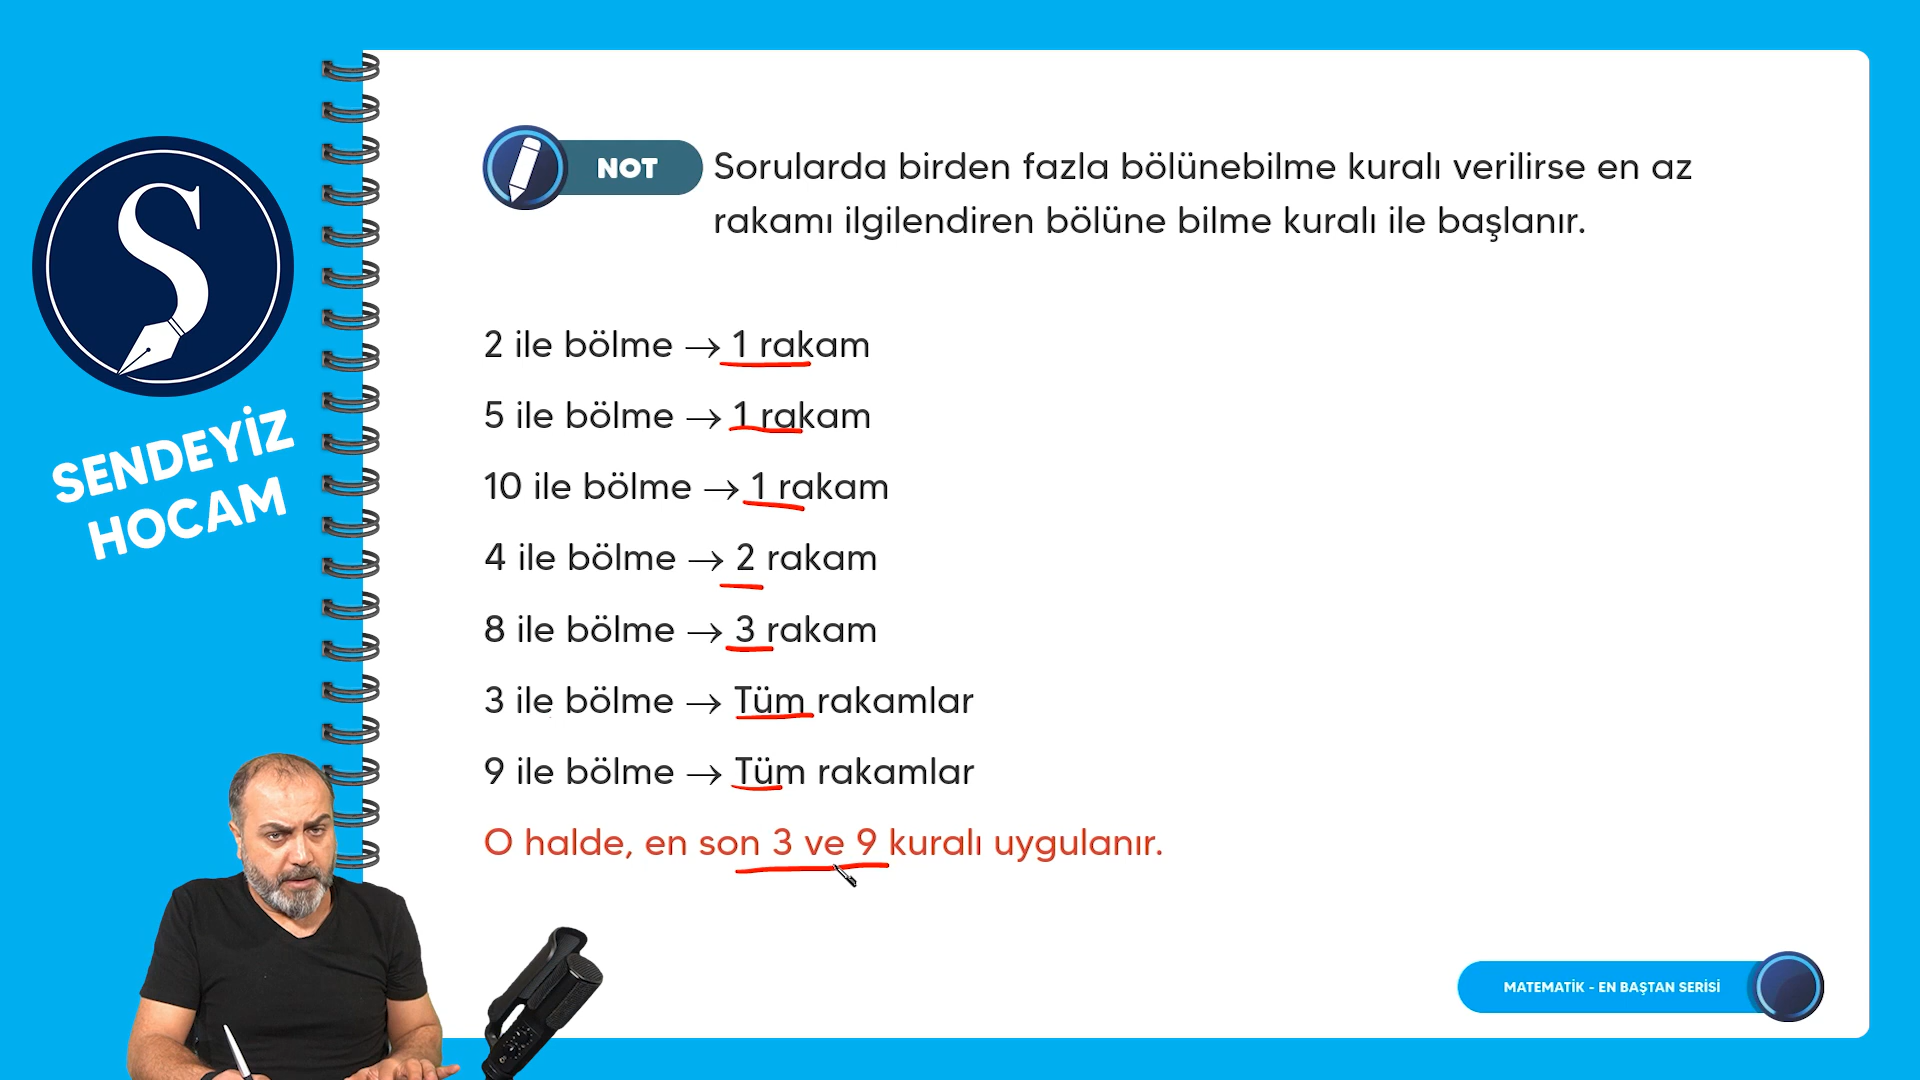 SENDEYİZ
HOCAM
NOT
Sorularda birden fazla bölünebilme kuralı verilirse en az
rakamı ilgilendiren bölüne bilme kuralı ile başlanır.
2 ile bölme → 1 rakam
5 ile bölme → 1 rakam
10 ile bölme → 1 rakam
4 ile bölme → 2 rakam
8 ile bölme → 3 rakam
3 ile bölme → Tüm rakamlar
9 ile bölme → Tüm rakamlar
O halde, en son 3 ve 9 kuralı uygulanır.
MATEMATİK - EN BAŞTAN SERİSİ